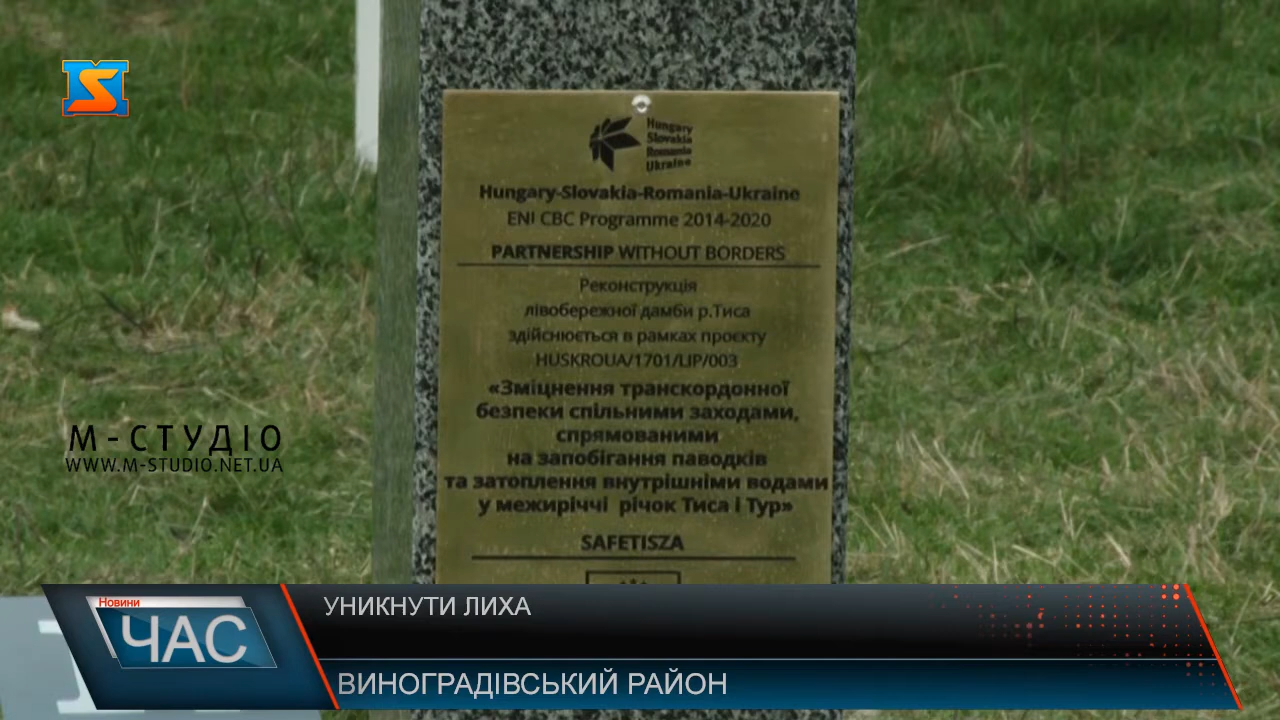 Hungary
Slovakia
Romania
Ukraine
Hungary-Slovakia-Romania-Ukraine
ENI CBC Programme 2014-2020
PARTNERSHIP WITHOUT BORDERS
Реконструкція
лівобережної дамби р.Тиса
здійснюється в рамках проєкту
HUSKROUA/1701/LIP/003
«Зміцнення транскордонної
безпеки спільними заходами,
спрямованими
на запобігання паводків
та затоплення внутрішніми водами
у межиріччі річок Тиса і Тур»
SAFETISZA
М-СТУДІО
WWW.M-STUDIO.NET.UA
Новини
ЧАС
УНИКНУТИ ЛИХА
ВИНОГРАДІВСЬКИЙ РАЙОН